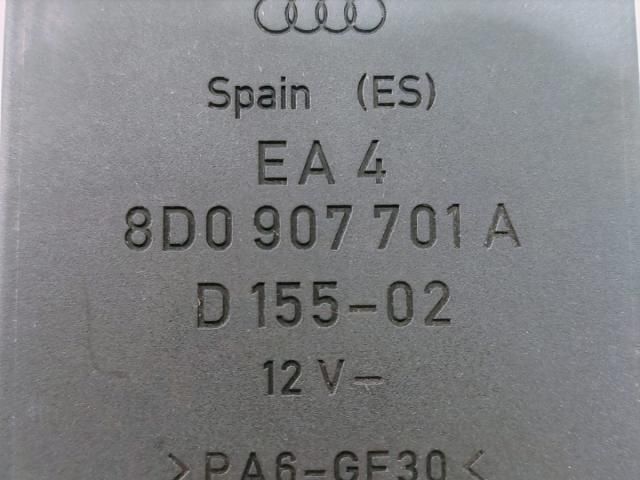 Spain (ES)
EA 4
8D0 907 701 A
D 155-02
12 V-
>PA6-GF30<